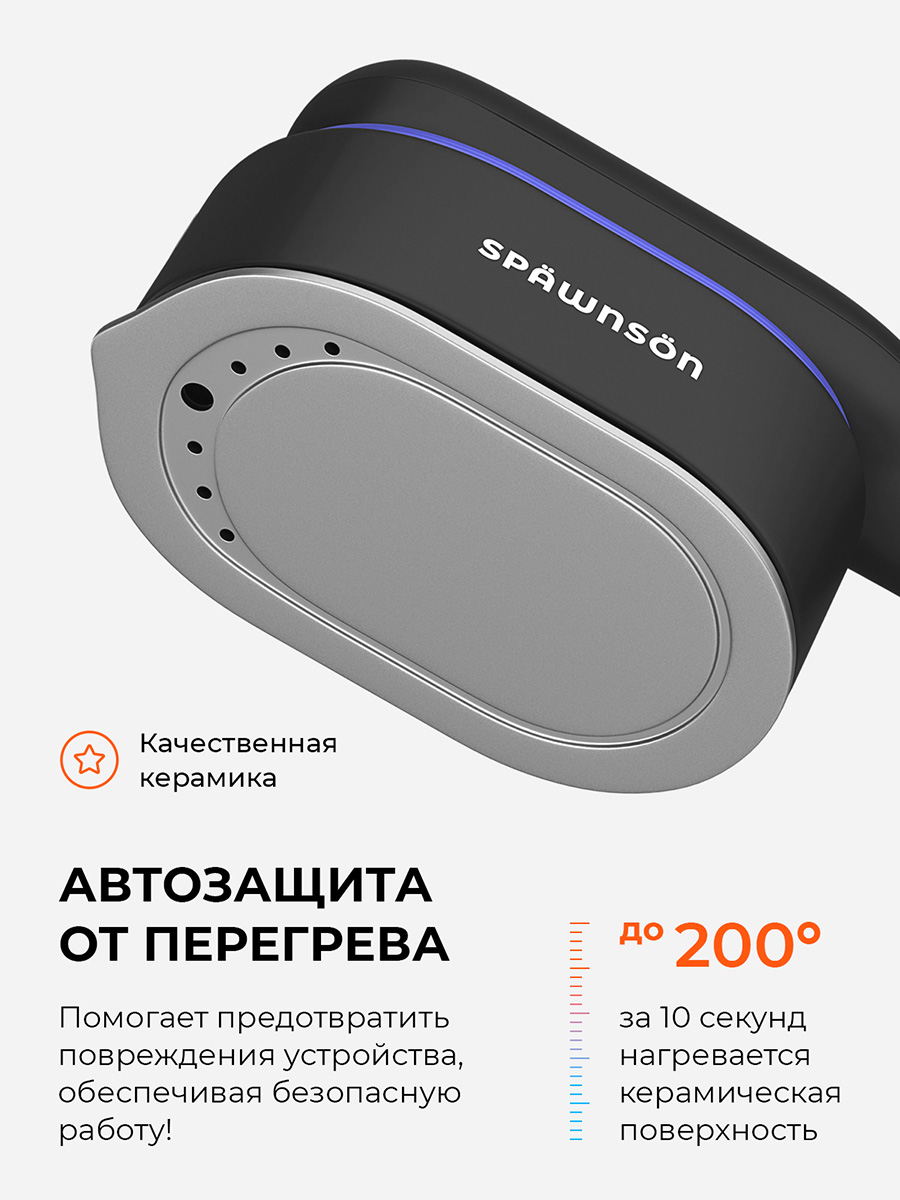 SPÄWNSÖN
Качественная
керамика
АВТОЗАЩИТА
ОТ ПЕРЕГРЕВА
Помогает предотвратить
повреждения устройства,
обеспечивая безопасную
работу!
до 200°
за 10 секунд
нагревается
керамическая
поверхность